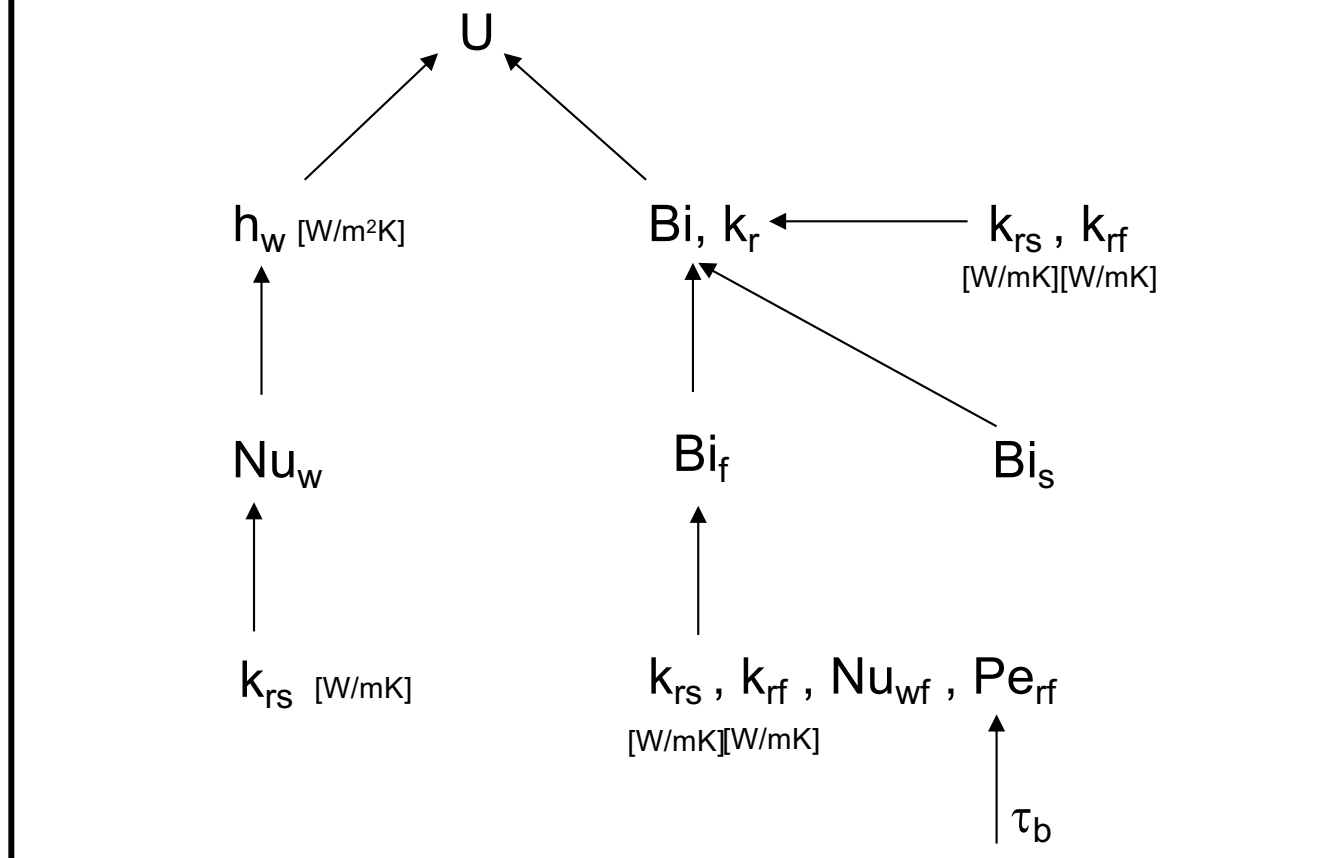 U
h_w [W/m²K]
Bi, k_r
k_rs , k_rf
[W/mK][W/mK]
Nu_w
Bi_f
Bi_s
k_rs [W/mK]
k_rs , k_rf , Nu_wf , Pe_rf
[W/mK][W/mK]
τ_b